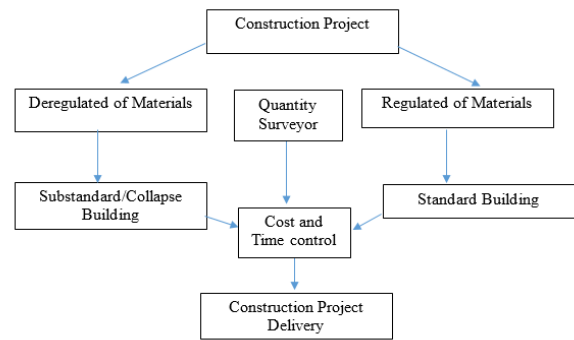 Construction Project
Deregulated of Materials
Quantity
Surveyor
Regulated of Materials
Substandard/Collapse
Building
Cost and
Time control
Standard Building
Construction Project
Delivery